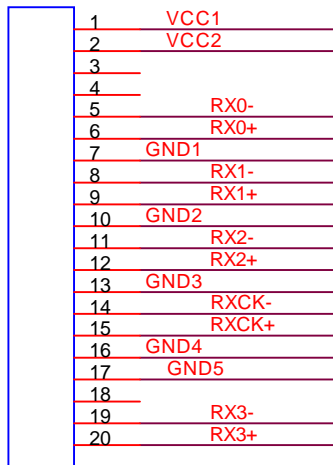 1 VCC1
2 VCC2
3
4
5 RX0-
6 RX0+
7 GND1
8 RX1-
9 RX1+
10 GND2
11 RX2-
12 RX2+
13 GND3
14 RXCK-
15 RXCK+
16 GND4
17 GND5
18
19 RX3-
20 RX3+